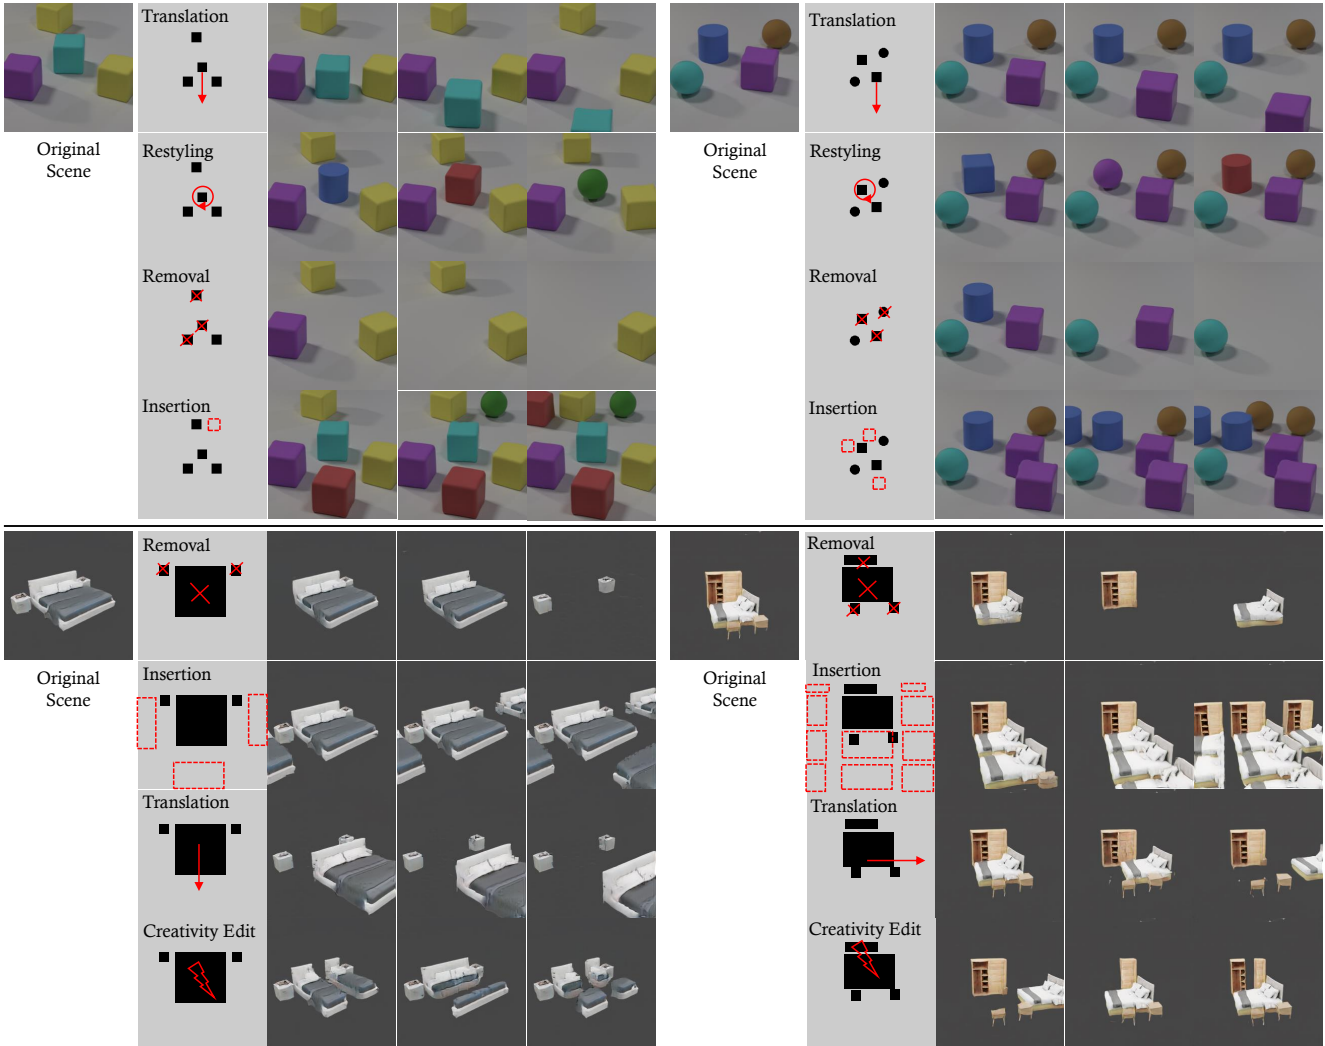 Translation
Original
Scene
Restyling
Removal
Insertion
Translation
Original
Scene
Restyling
Removal
Insertion
Removal
Original
Scene
Insertion
Translation
Creativity Edit
Removal
Original
Scene
Insertion
Translation
Creativity Edit